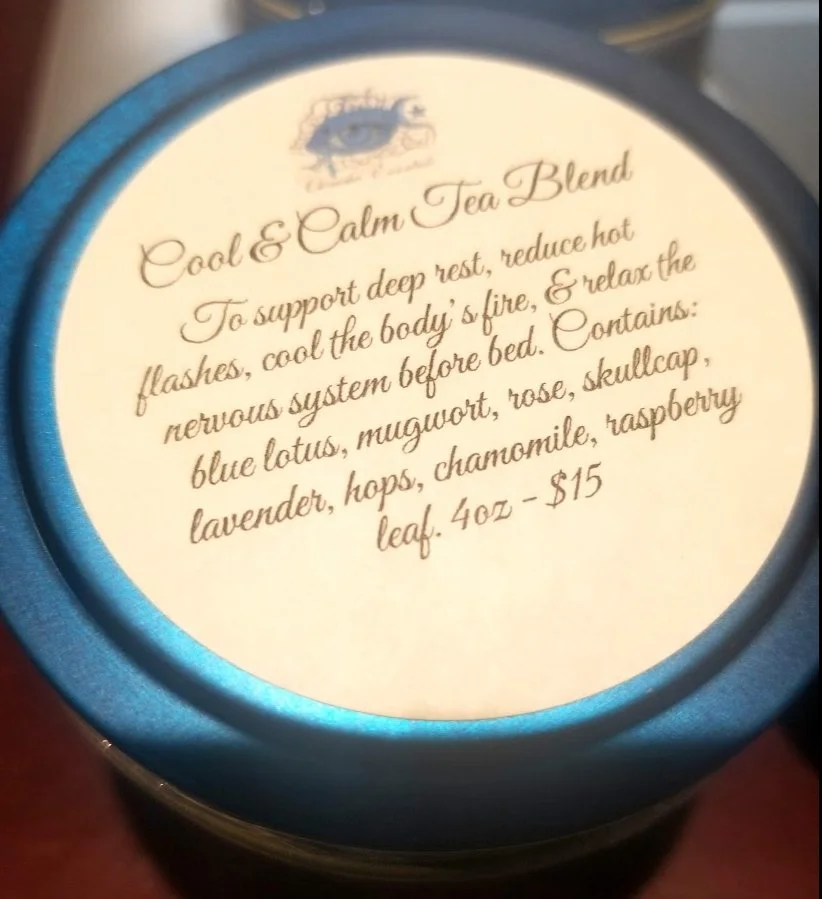 Cool & Calm Tea Blend
To support deep rest, reduce hot
flashes, cool the body's fire, & relax the
nervous system before bed. Contains:
blue lotus, mugwort, rose, skullcap,
lavender, hops, chamomile, raspberry
leaf. 4oz - $15